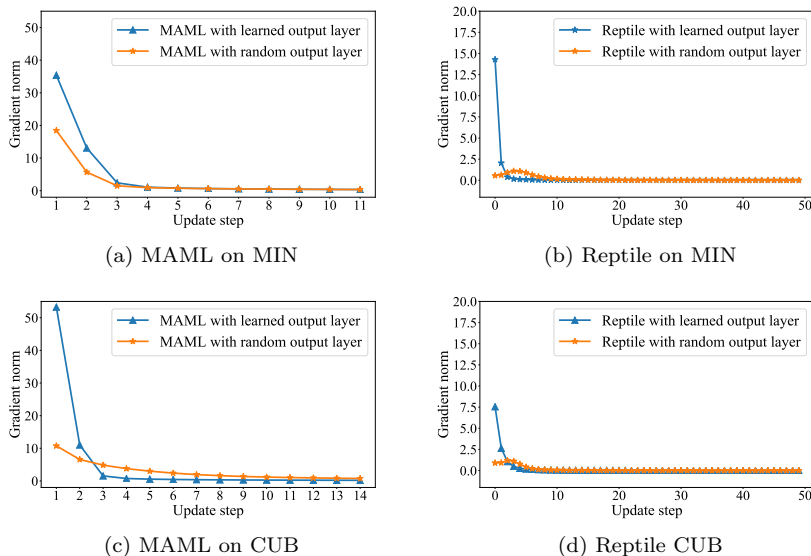 50
40
30
20
10
0
Gradient norm
MAML with learned output layer
MAML with random output layer
1 2 3 4 5 6 7 8 9 10 11
Update step
(a) MAML on MIN
20.0
17.5
15.0
12.5
10.0
7.5
5.0
2.5
0.0
Gradient norm
Reptile with learned output layer
Reptile with random output layer
0 10 20 30 40 50
Update step
(b) Reptile on MIN
50
40
30
20
10
0
Gradient norm
MAML with learned output layer
MAML with random output layer
1 2 3 4 5 6 7 8 9 10 11 12 13 14
Update step
(c) MAML on CUB
20.0
17.5
15.0
12.5
10.0
7.5
5.0
2.5
0.0
Gradient norm
Reptile with learned output layer
Reptile with random output layer
0 10 20 30 40 50
Update step
(d) Reptile CUB